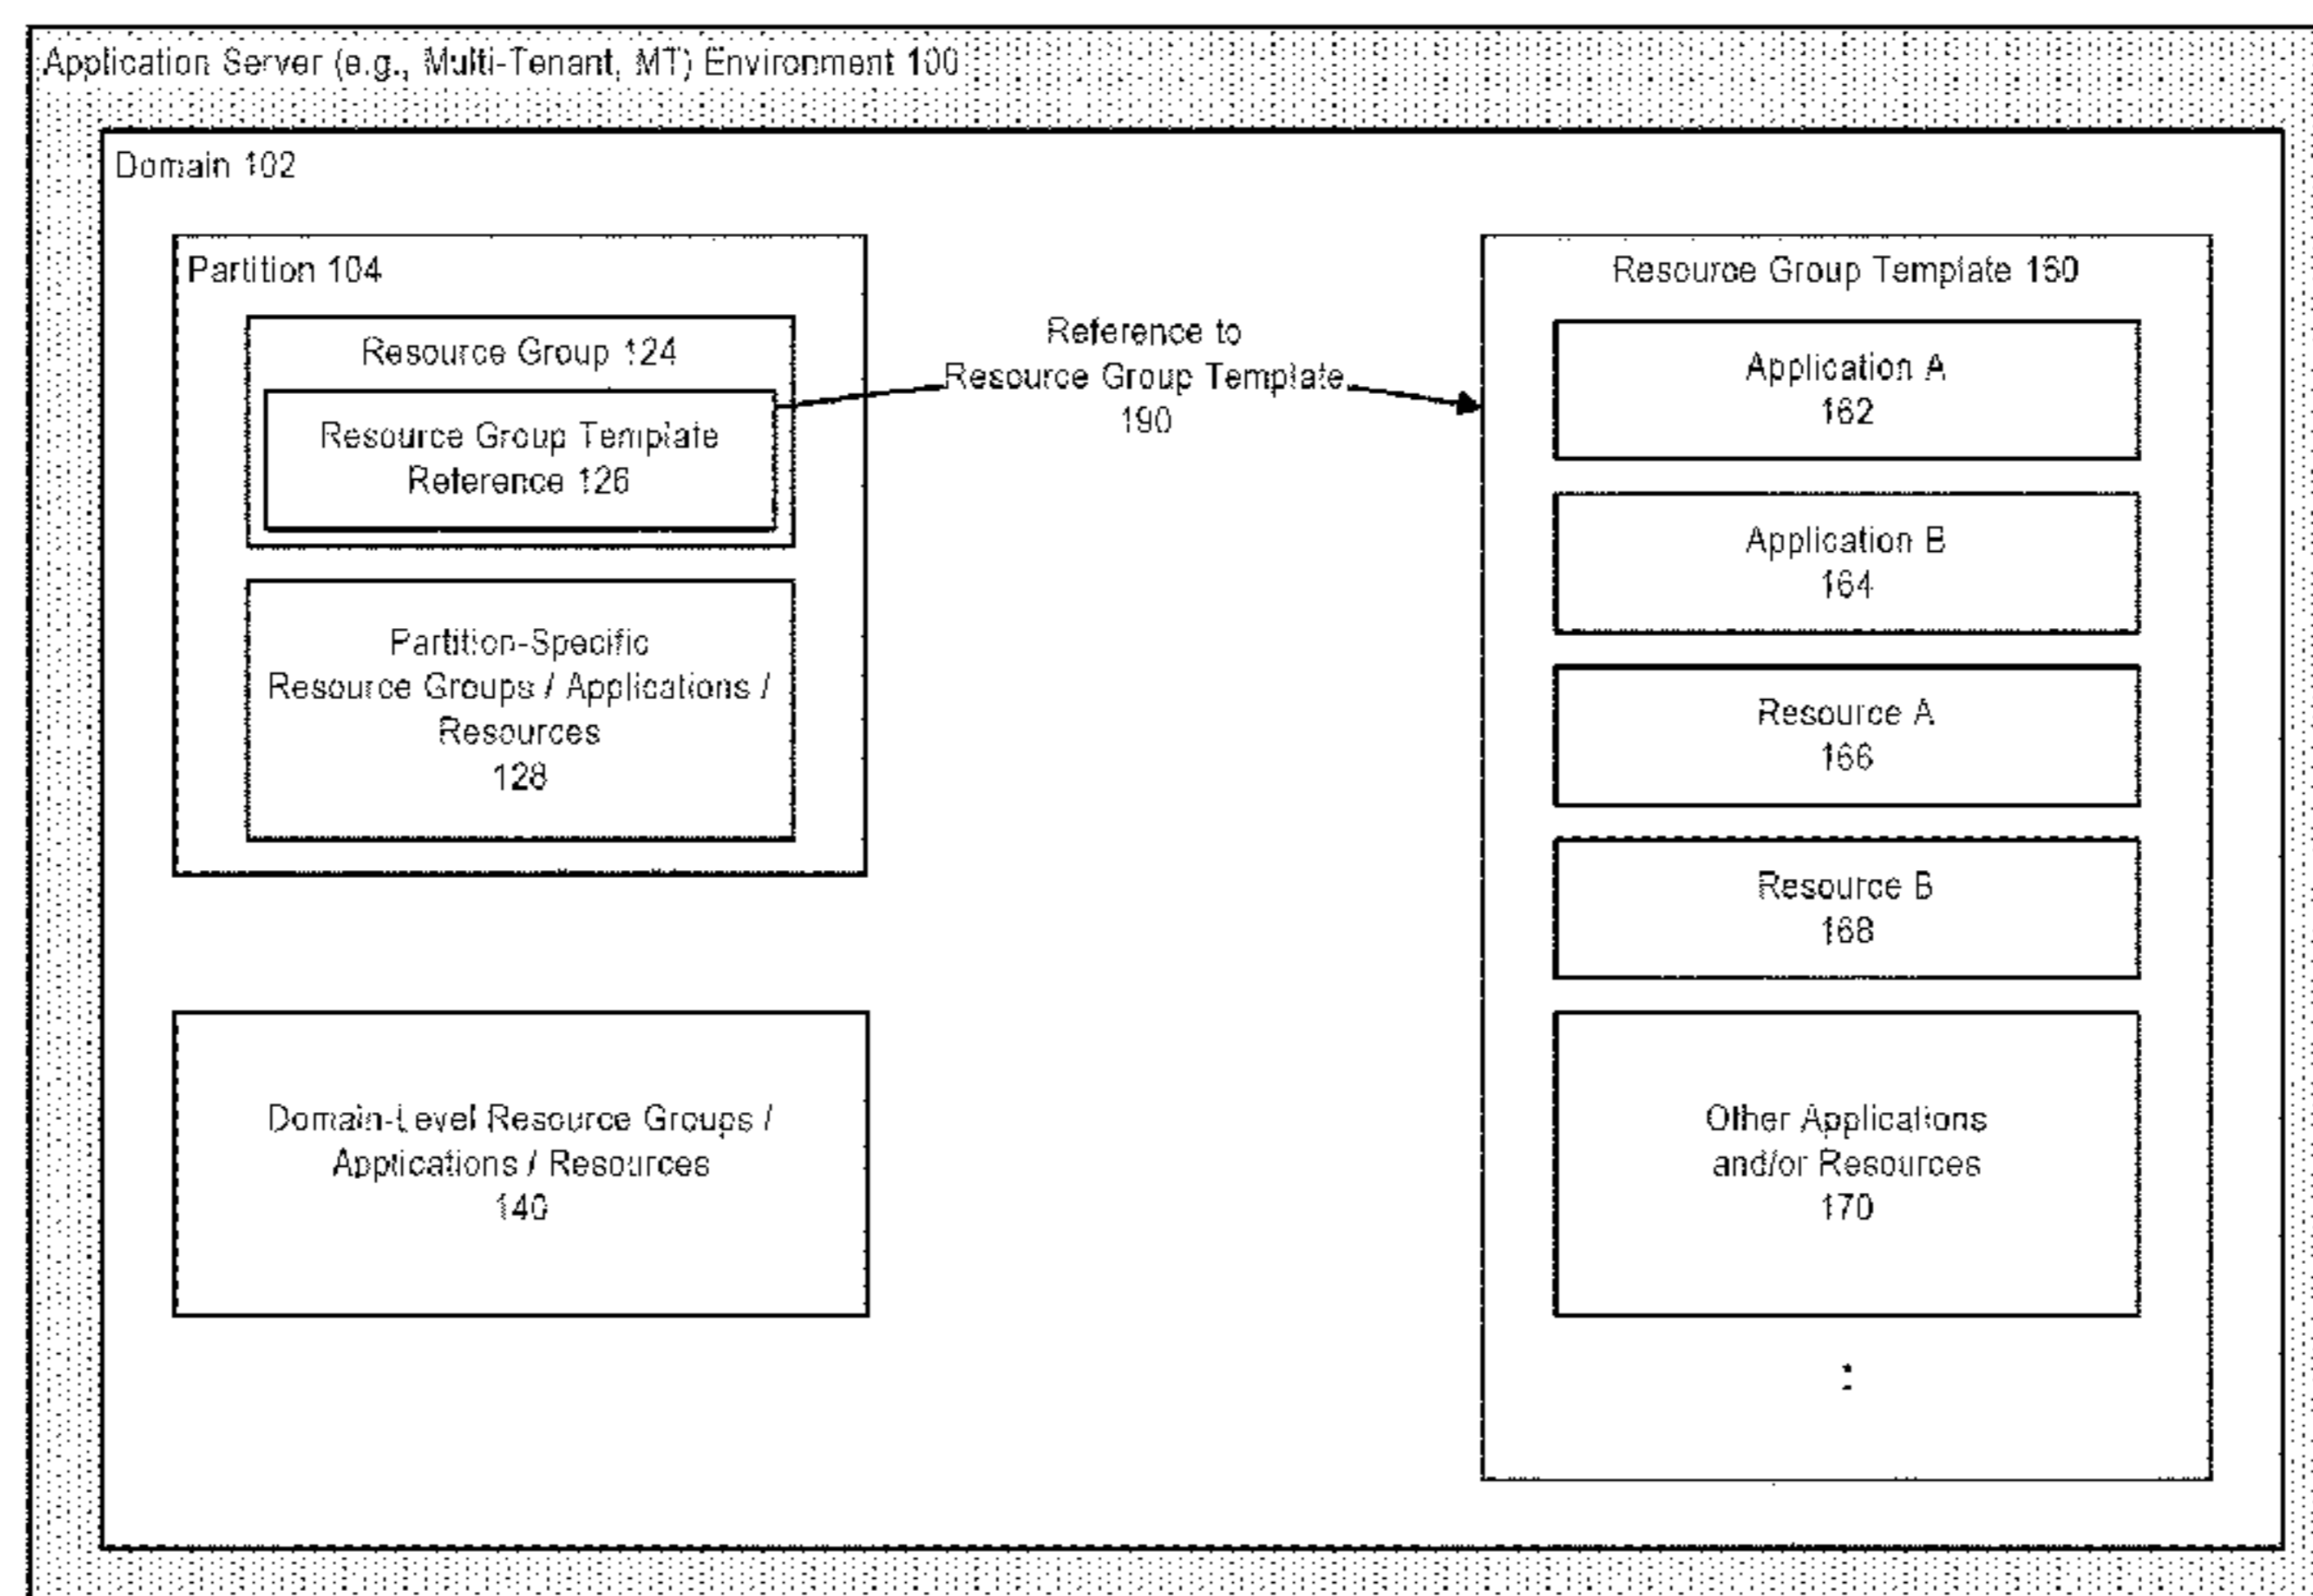 Application Server (e.g., Multi-Tenant, MT) Environment 100
Domain 102
Partition 104
Resource Group 124
Resource Group Template
Reference 126
Partition-Specific
Resource Groups / Applications /
Resources
128
Domain-Level Resource Groups /
Applications / Resources
140
Reference to
Resource Group Template
190
Resource Group Template 160
Application A
162
Application B
164
Resource A
166
Resource B
168
Other Applications
and/or Resources
170